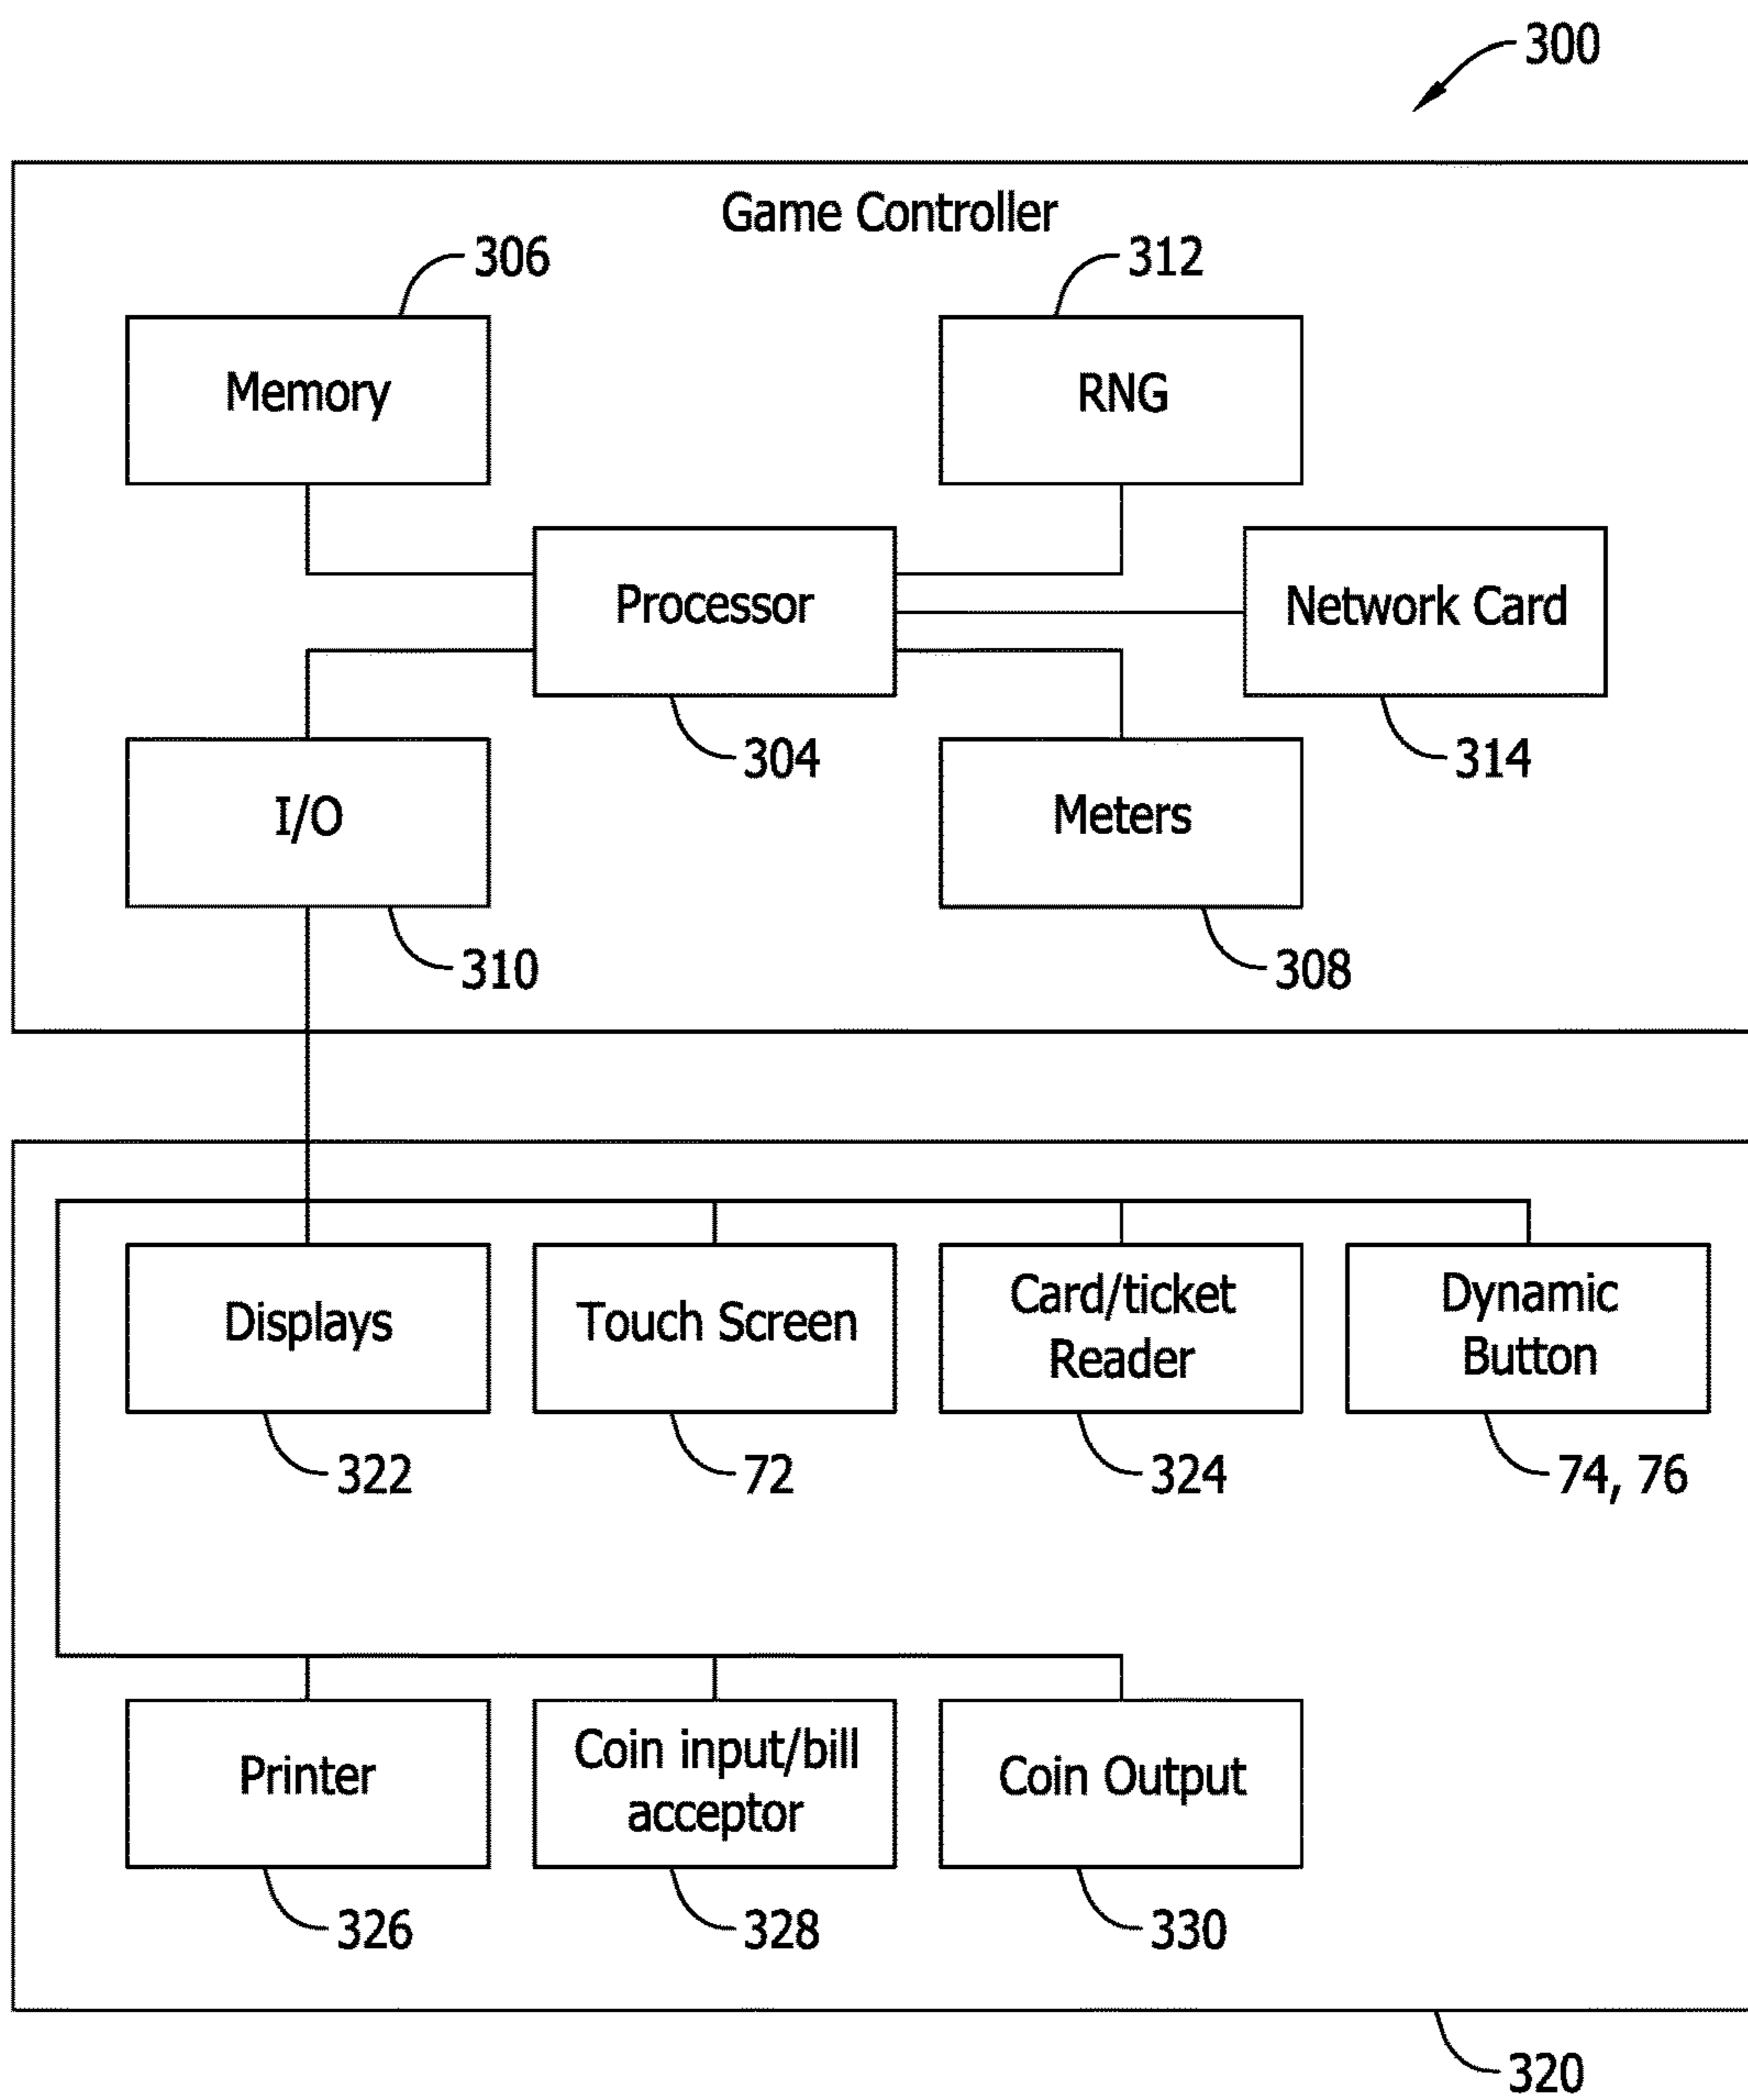 300
Game Controller
306
312
Memory
RNG
Processor
Network Card
304
314
I/O
Meters
310
308
Displays
Touch Screen
Card/ticket
Reader
Dynamic
Button
322
72
324
74, 76
Printer
Coin input/bill
acceptor
Coin Output
326
328
330
320